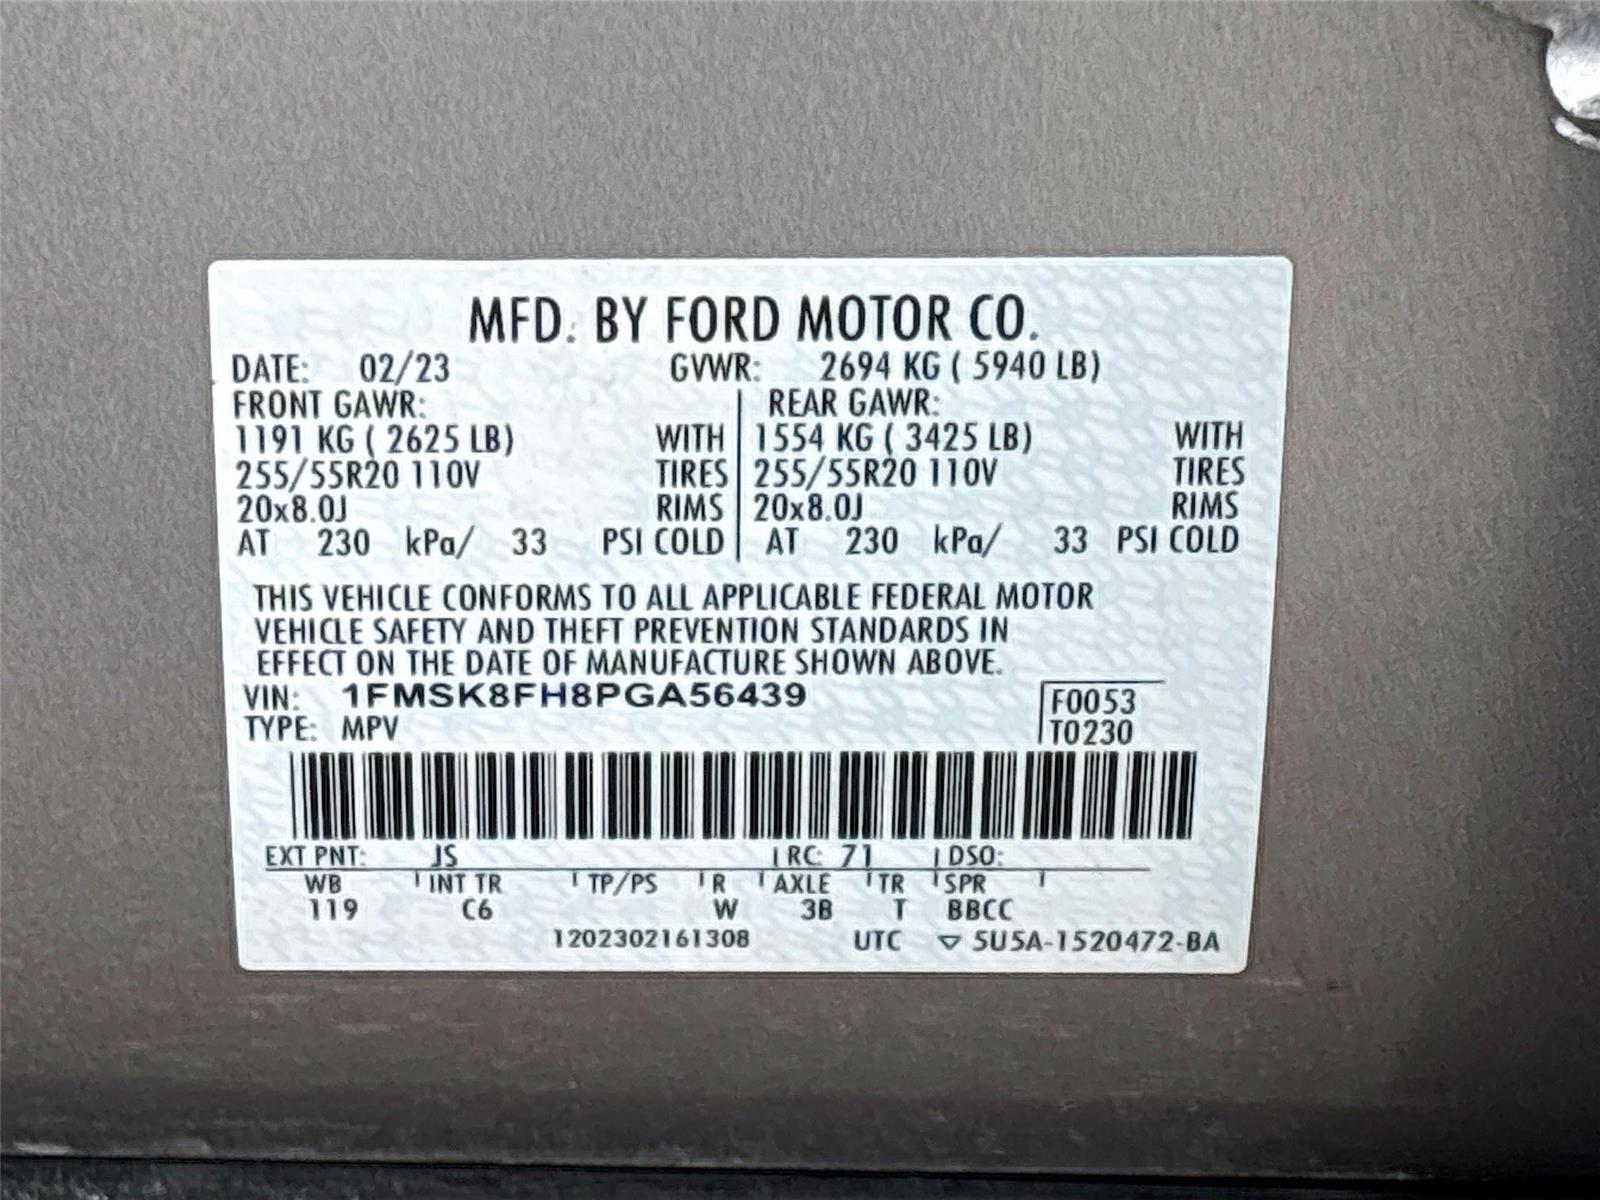 MFD. BY FORD MOTOR CO.
DATE: 02/23 GVWR: 2694 KG ( 5940 LB)
FRONT GAWR: REAR GAWR:
1191 KG ( 2625 LB) WITH 1554 KG ( 3425 LB) WITH
255/55R20 110V TIRES 255/55R20 110V TIRES
20x8.0J RIMS 20x8.0J RIMS
AT 230 kPa/ 33 PSI COLD AT 230 kPa/ 33 PSI COLD
THIS VEHICLE CONFORMS TO ALL APPLICABLE FEDERAL MOTOR
VEHICLE SAFETY AND THEFT PREVENTION STANDARDS IN
EFFECT ON THE DATE OF MANUFACTURE SHOWN ABOVE.
VIN: 1FMSK8FH8PGA56439 F0053
TYPE: MPV T0230
EXT PNT: JS RC: 71 DSO:
WB INT TR TP/PS R AXLE TR SPR
119 C6 W 3B T BBCC
1202302161308 UTC ▽ 5U5A-1520472-BA